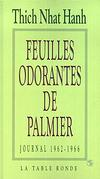 Thich Nhat Hanh
FEUILLES
ODORANTES
DE
PALMIER
JOURNAL 1962-1966
LA TABLE RONDE